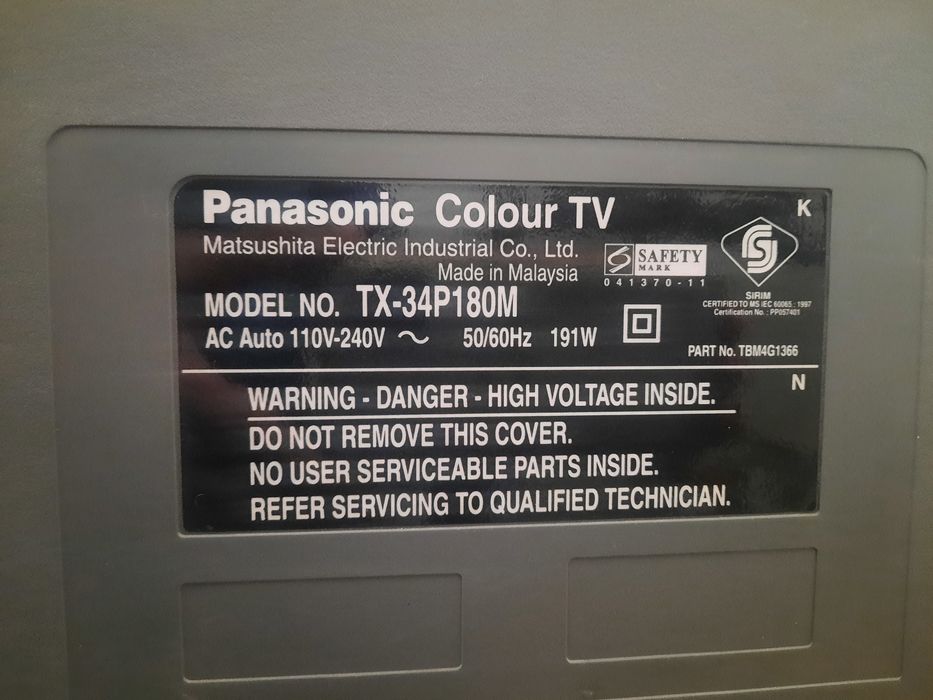 Panasonic Colour TV
K
Matsushita Electric Industrial Co., Ltd.
Made in Malaysia
SAFETY
MARK
041370-11
SIRIM
CERTIFIED TO MS IEC 60065 : 1997
Certification No. : PP057401
MODEL NO. TX-34P180M
AC Auto 110V-240V ~ 50/60Hz 191W
PART No. TBM4G1366
N
WARNING - DANGER - HIGH VOLTAGE INSIDE.
DO NOT REMOVE THIS COVER.
NO USER SERVICEABLE PARTS INSIDE.
REFER SERVICING TO QUALIFIED TECHNICIAN.